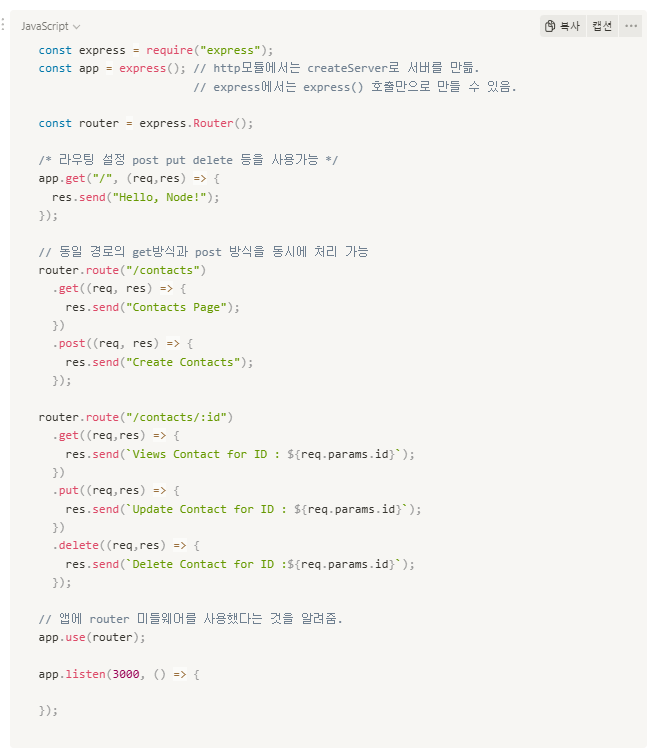 JavaScript
복사 캡션
const express = require("express");
const app = express(); // http모듈에서는 createServer로 서버를 만듦.
// express에서는 express() 호출만으로 만들 수 있음.
const router = express.Router();
/* 라우팅 설정 post put delete 등을 사용가능 */
app.get("/", (req,res) => {
res.send("Hello, Node!");
});
// 동일 경로의 get방식과 post 방식을 동시에 처리 가능
router.route("/contacts")
.get((req, res) => {
res.send("Contacts Page");
})
.post((req, res) => {
res.send("Create Contacts");
});
router.route("/contacts/:id")
.get((req,res) => {
res.send(`Views Contact for ID : ${req.params.id}`);
})
.put((req,res) => {
res.send(`Update Contact for ID : ${req.params.id}`);
})
.delete((req,res) => {
res.send(`Delete Contact for ID :${req.params.id}`);
});
// 앱에 router 미들웨어를 사용했다는 것을 알려줌.
app.use(router);
app.listen(3000, () => {
});